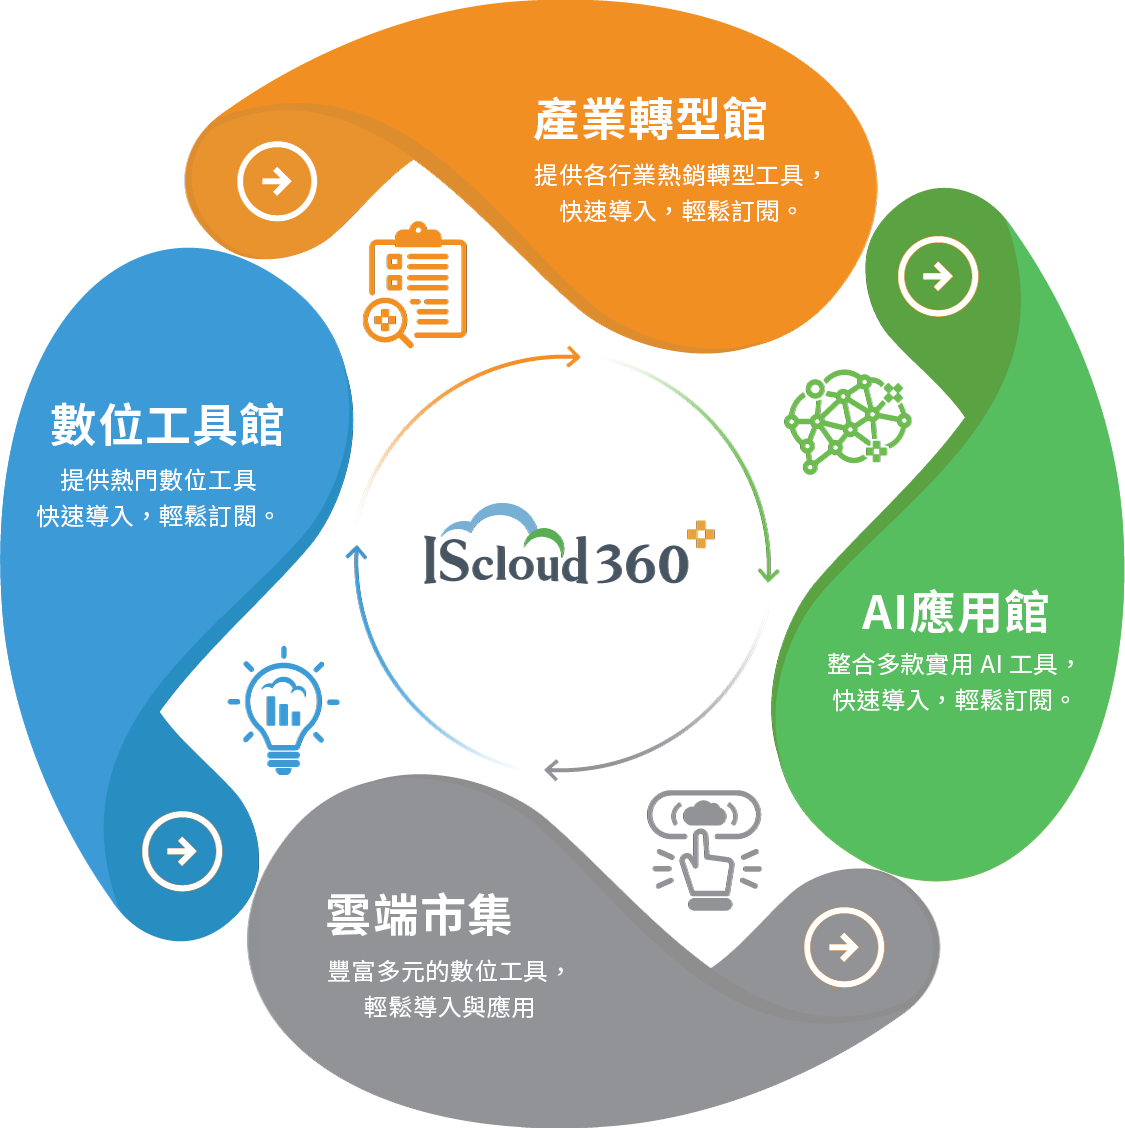 產業轉型館
提供各行業熱銷轉型工具，
快速導入，輕鬆訂閱。
數位工具館
提供熱門數位工具
快速導入，輕鬆訂閱。
IScloud 360
AI應用館
整合多款實用 AI 工具，
快速導入，輕鬆訂閱。
雲端市集
豐富多元的數位工具，
輕鬆導入與應用